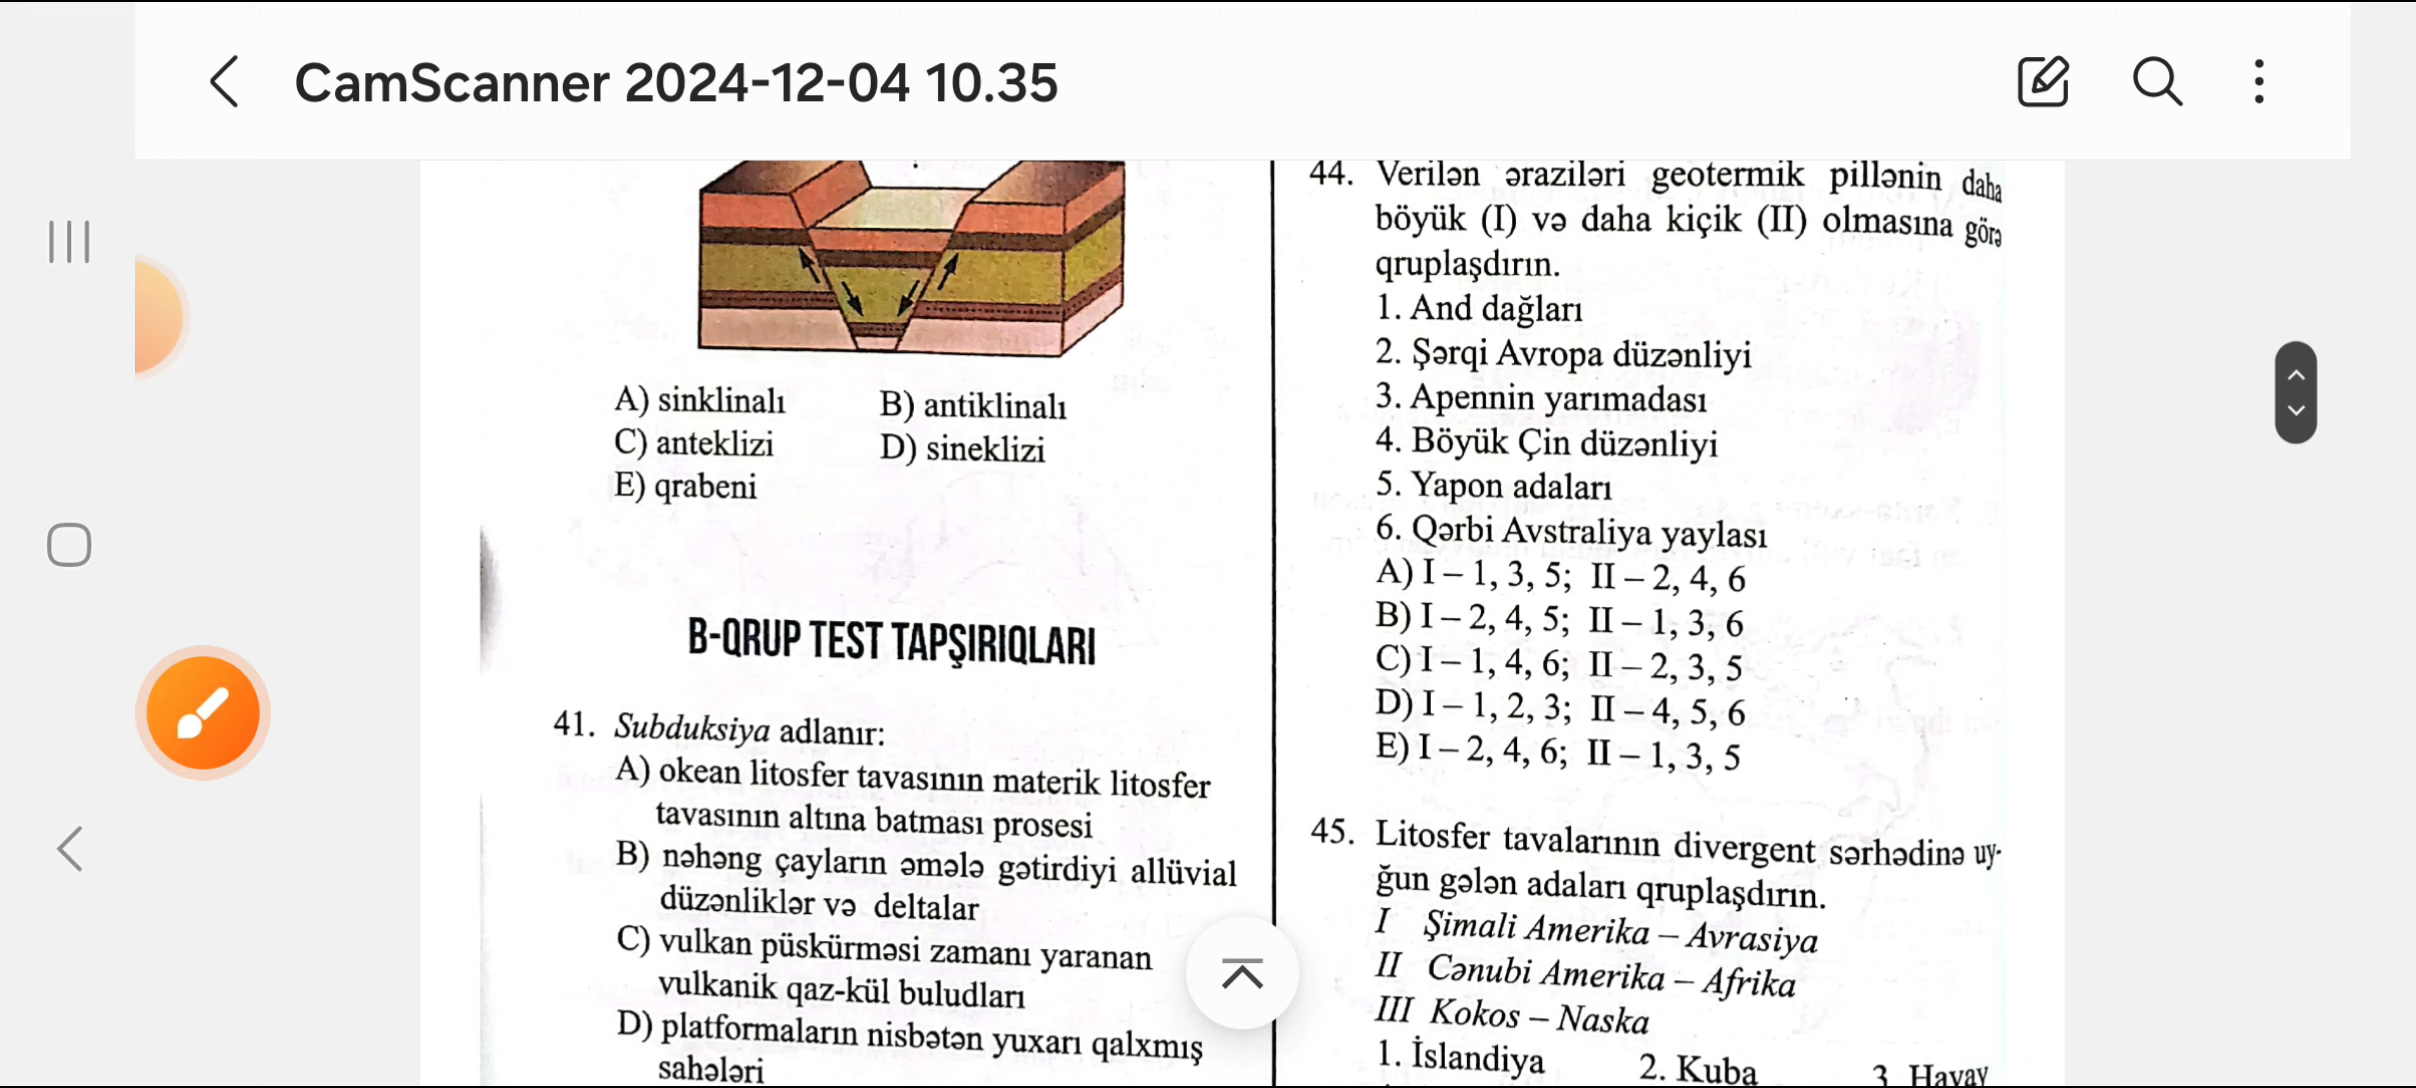 CamScanner 2024-12-04 10.35
A) sinklinalı B) antiklinalı
C) anteklizi D) sineklizi
E) qrabeni
B-QRUP TEST TAPŞIRIQLARI
41. Subduksiya adlanır:
A) okean litosfer tavasının materik litosfer
tavasının altına batması prosesi
B) nəhəng çayların əmələ gətirdiyi allüvial
düzənliklər və deltalar
C) vulkan püskürməsi zamanı yaranan
vulkanik qaz-kül buludları
D) platformaların nisbətən yuxarı qalxmış
sahələri
44. Verilən əraziləri geotermik pillənin daha
böyük (I) və daha kiçik (II) olmasına görə
qruplaşdırın.
1. And dağları
2. Şərqi Avropa düzənliyi
3. Apennin yarımadası
4. Böyük Çin düzənliyi
5. Yapon adaları
6. Qərbi Avstraliya yaylası
A) I – 1, 3, 5; II – 2, 4, 6
B) I – 2, 4, 5; II – 1, 3, 6
C) I – 1, 4, 6; II – 2, 3, 5
D) I – 1, 2, 3; II – 4, 5, 6
E) I – 2, 4, 6; II – 1, 3, 5
45. Litosfer tavalarının divergent sərhədinə uy-
ğun gələn adaları qruplaşdırın.
I Şimali Amerika – Avrasiya
II Cənubi Amerika – Afrika
III Kokos – Naska
1. İslandiya 2. Kuba 3. Havay